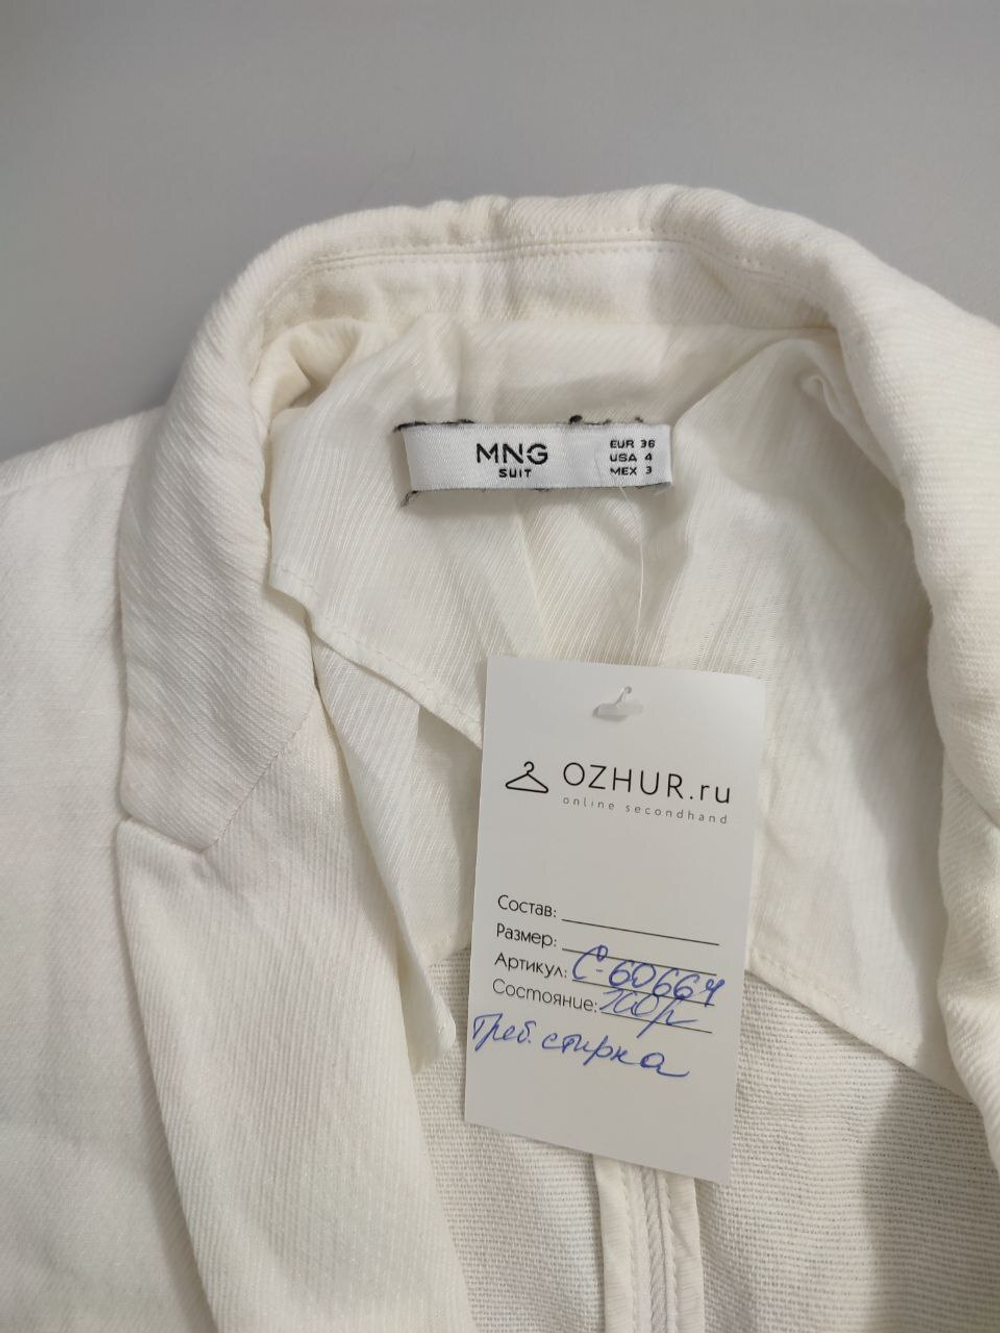 MNG
SUIT
EUR 36
USA 4
MEX 3
OZHUR.ru
online secondhand
Состав:
Размер:
Артикул: С-60664
Состояние:
Треб. стирка